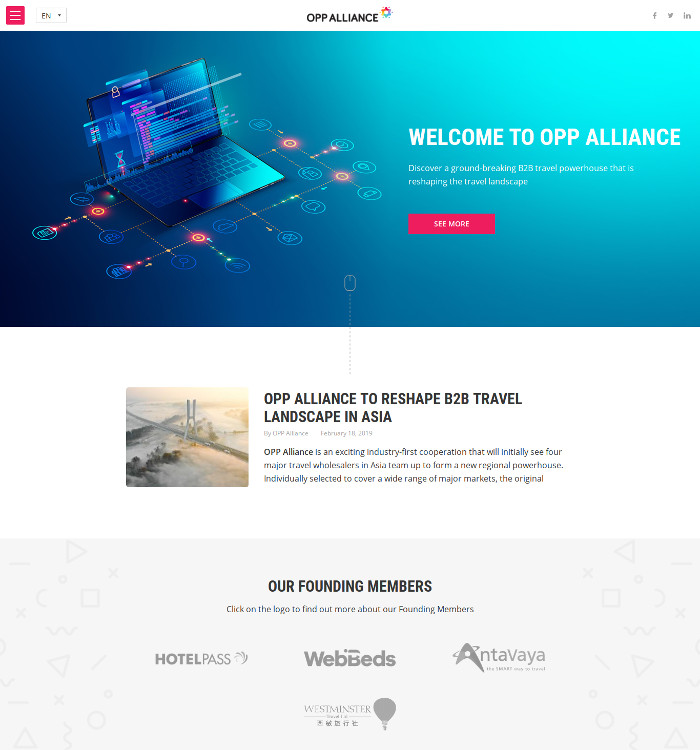 EN
OPP ALLIANCE
WELCOME TO OPP ALLIANCE
Discover a ground-breaking B2B travel powerhouse that is
reshaping the travel landscape
SEE MORE
OPP ALLIANCE TO RESHAPE B2B TRAVEL
LANDSCAPE IN ASIA
By OPP Alliance February 18, 2019
OPP Alliance is an exciting industry-first cooperation that will initially see four
major travel wholesalers in Asia team up to form a new regional powerhouse.
Individually selected to cover a wide range of major markets, the original
OUR FOUNDING MEMBERS
Click on the logo to find out more about our Founding Members
HOTELPASS
WebBeds
AntaVaya
the SMART way to travel
WESTMINSTER
Travel Ltd
旅行社